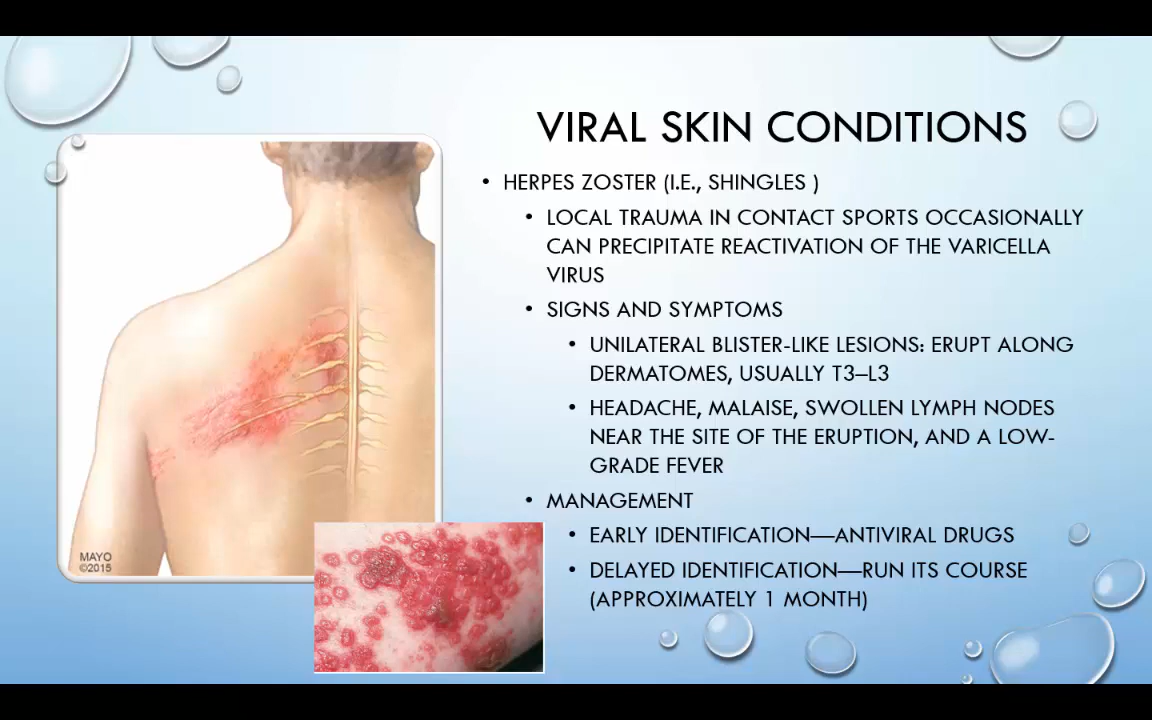 VIRAL SKIN CONDITIONS
• HERPES ZOSTER (I.E., SHINGLES )
• LOCAL TRAUMA IN CONTACT SPORTS OCCASIONALLY
CAN PRECIPITATE REACTIVATION OF THE VARICELLA
VIRUS
• SIGNS AND SYMPTOMS
• UNILATERAL BLISTER-LIKE LESIONS: ERUPT ALONG
DERMATOMES, USUALLY T3–L3
• HEADACHE, MALAISE, SWOLLEN LYMPH NODES
NEAR THE SITE OF THE ERUPTION, AND A LOW-
GRADE FEVER
• MANAGEMENT
• EARLY IDENTIFICATION—ANTIVIRAL DRUGS
• DELAYED IDENTIFICATION—RUN ITS COURSE
(APPROXIMATELY 1 MONTH)
MAYO
©2015